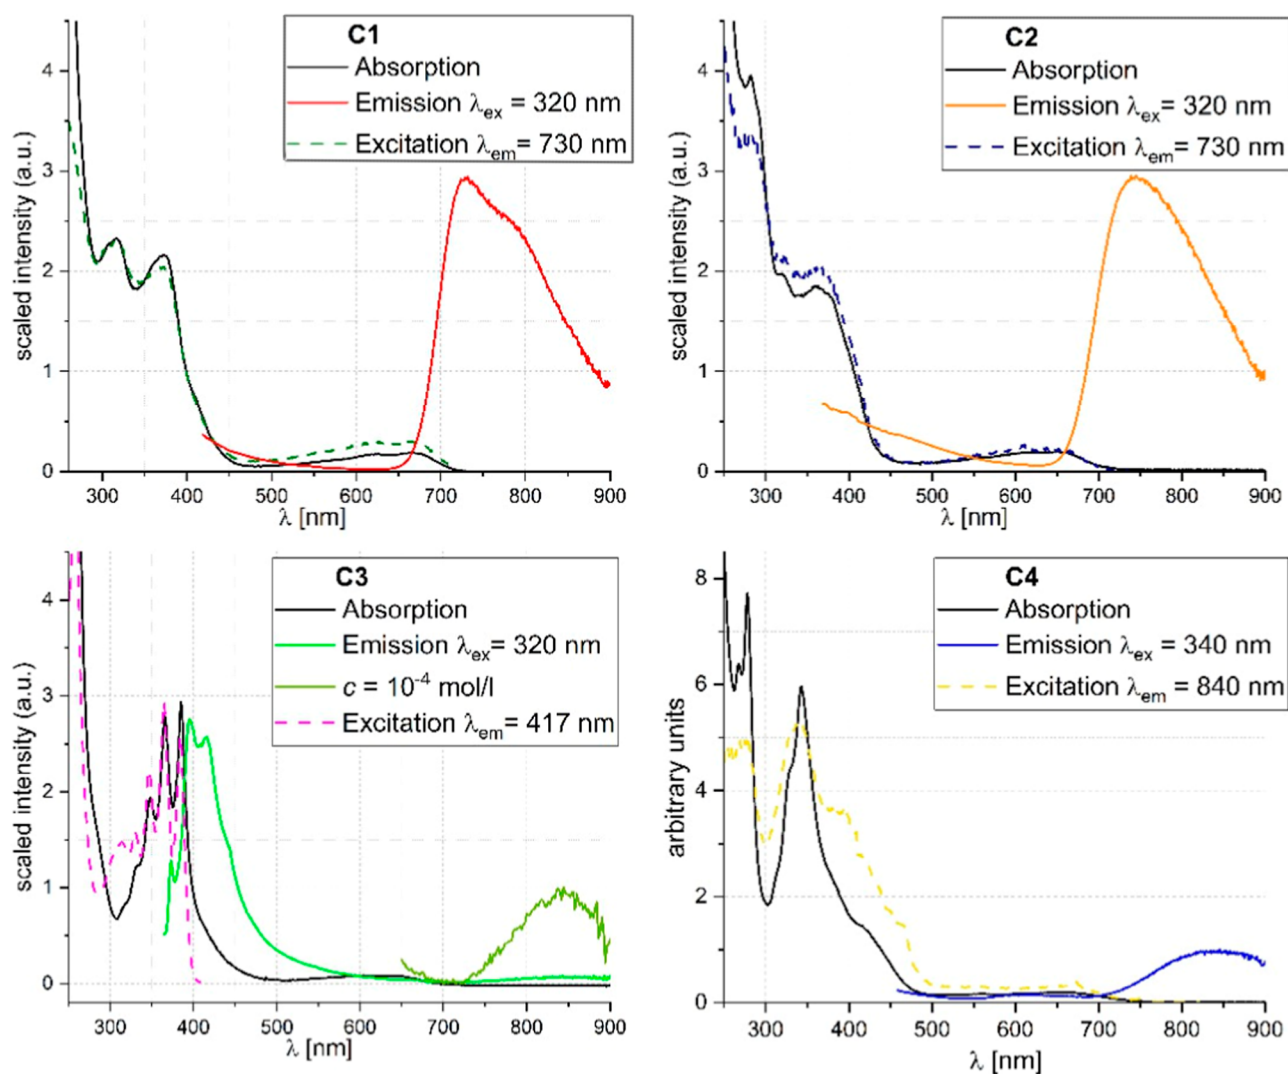 C1
Absorption
Emission λex = 320 nm
Excitation λem = 730 nm
scaled intensity (a.u.)
4
3
2
1
0
300 400 500 600 700 800 900
λ [nm]
C2
Absorption
Emission λex = 320 nm
Excitation λem = 730 nm
scaled intensity (a.u.)
4
3
2
1
0
300 400 500 600 700 800 900
λ [nm]
C3
Absorption
Emission λex = 320 nm
c = 10-4 mol/l
Excitation λem = 417 nm
scaled intensity (a.u.)
4
3
2
1
0
300 400 500 600 700 800 900
λ [nm]
C4
Absorption
Emission λex = 340 nm
Excitation λem = 840 nm
arbitrary units
8
6
4
2
0
300 400 500 600 700 800 900
λ [nm]